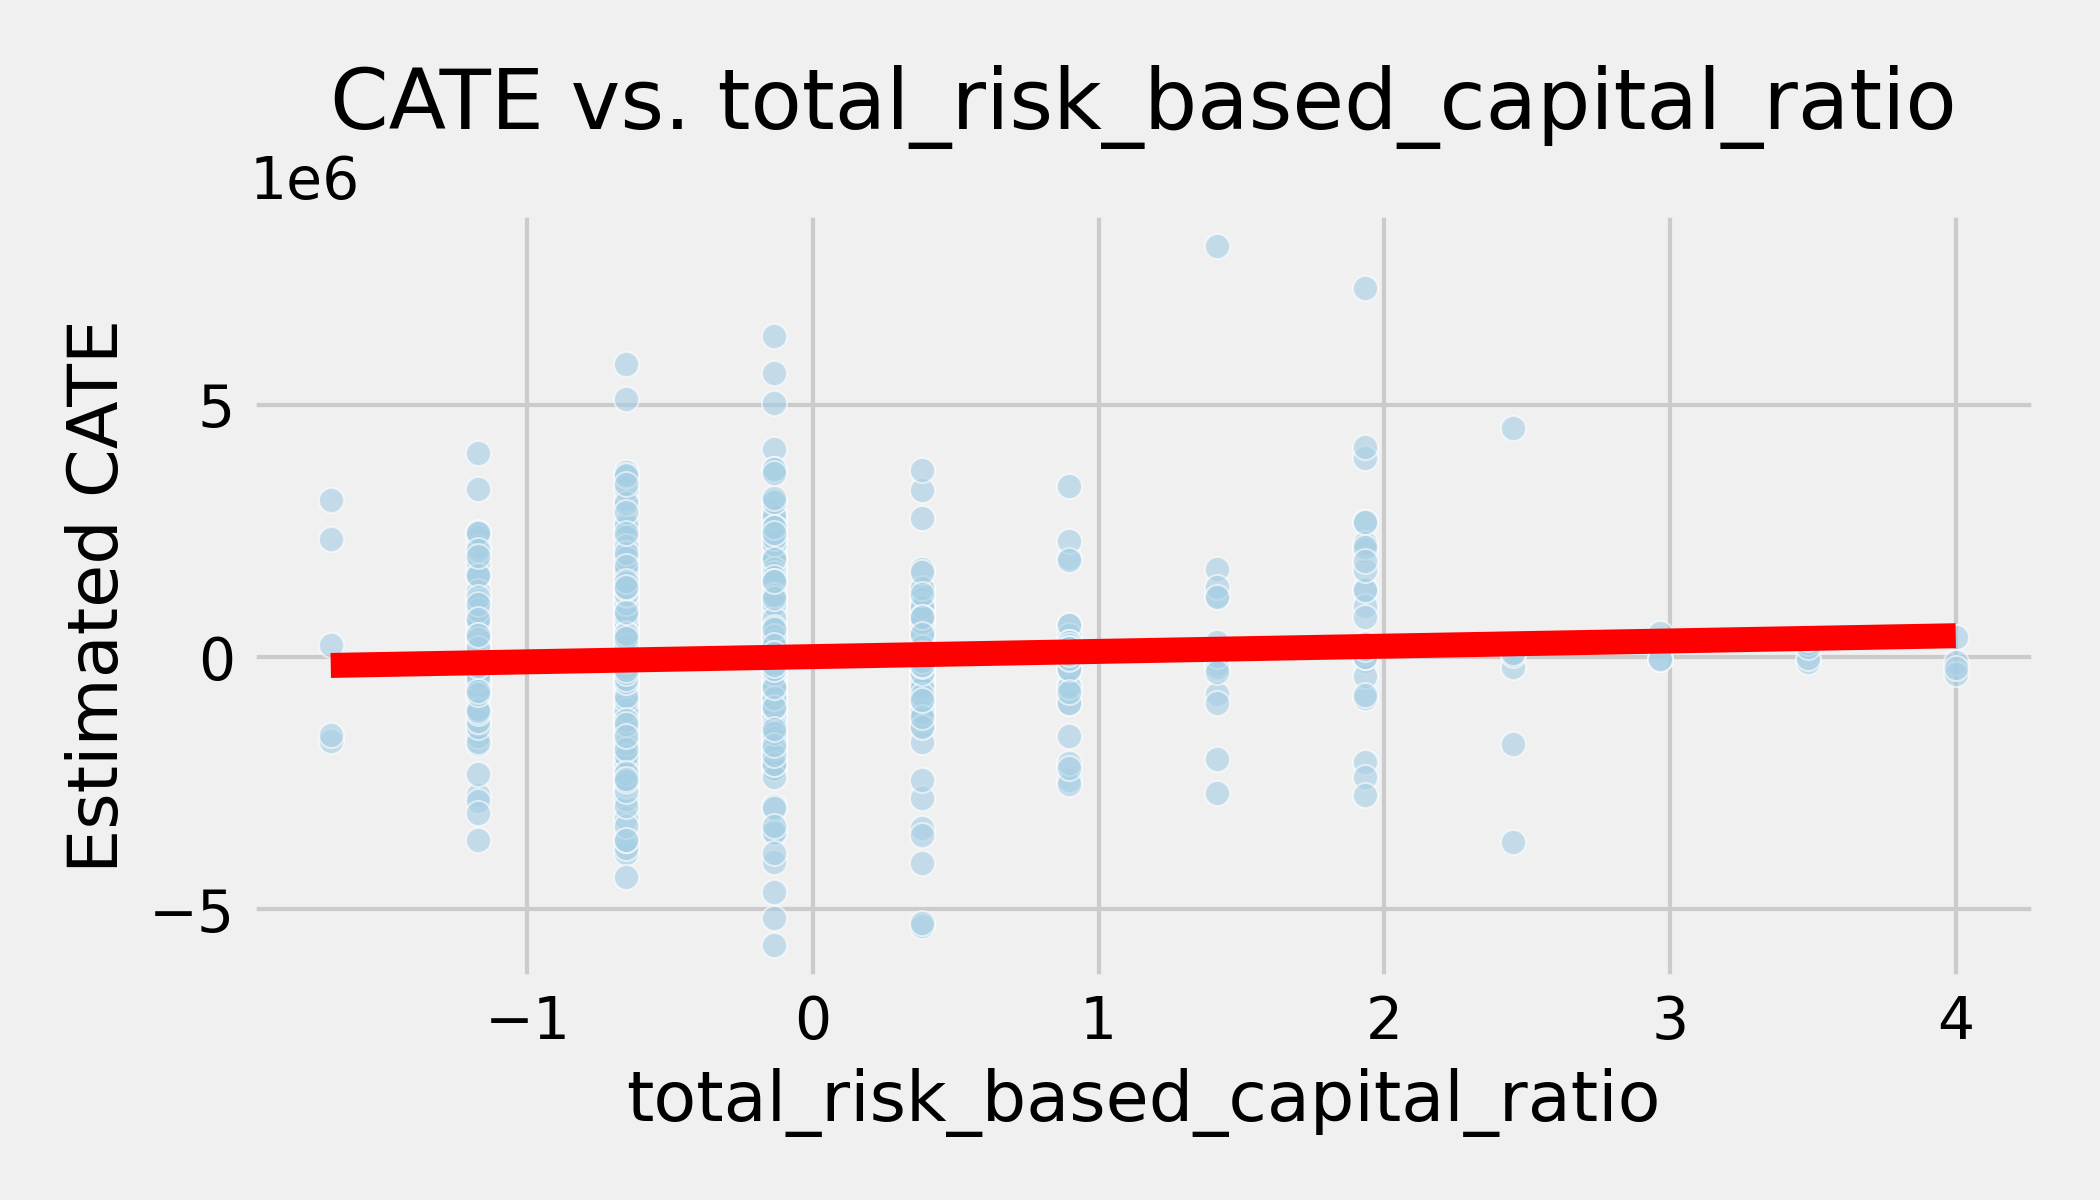 CATE vs. total_risk_based_capital_ratio
1e6
Estimated CATE
5
0
−5
−1 0 1 2 3 4
total_risk_based_capital_ratio